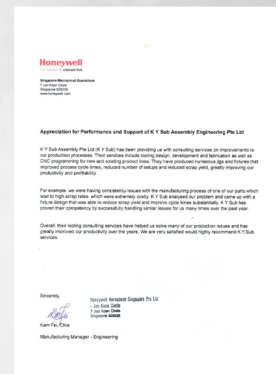 Honeywell
Singapore Mechanical Operations
7 Joo Koon Circle
www.honeywell.com
Appreciation for Performance and Support of K Y Sub Assembly Engineering Pte Ltd
K Y Sub Assembly Pte Ltd (K Y Sub) has been providing us with consulting services on improvements to
our production processes. Their services include tooling design, development and fabrication as well as
CNC programming for new and existing product lines. They have produced numerous jigs and fixtures that
improved process cycle times, reduced number of setups and reduced scrap yield, greatly improving our
productivity and profitability.
For example, we were having consistency issues with the manufacturing process of one of our parts which
lead to high scrap rates, which were extremely costly. K Y Sub analysed our problem and came up with a
fixture design that was able to reduce scrap yield and improve cycle times substantially. K Y Sub has
proven their competency by successfully handling similar issues for us many times over the past year.
Overall, their tooling consulting services have helped us solve many of our production issues and has
greatly improved our productivity over the years. We are very satisfied would highly recommend K Y Sub
services.
Sincerely,
Honeywell Aerospace Singapore Pte Ltd
7 Joo Koon Circle
Singapore
Kam Fei, Chia
Manufacturing Manager - Engineering